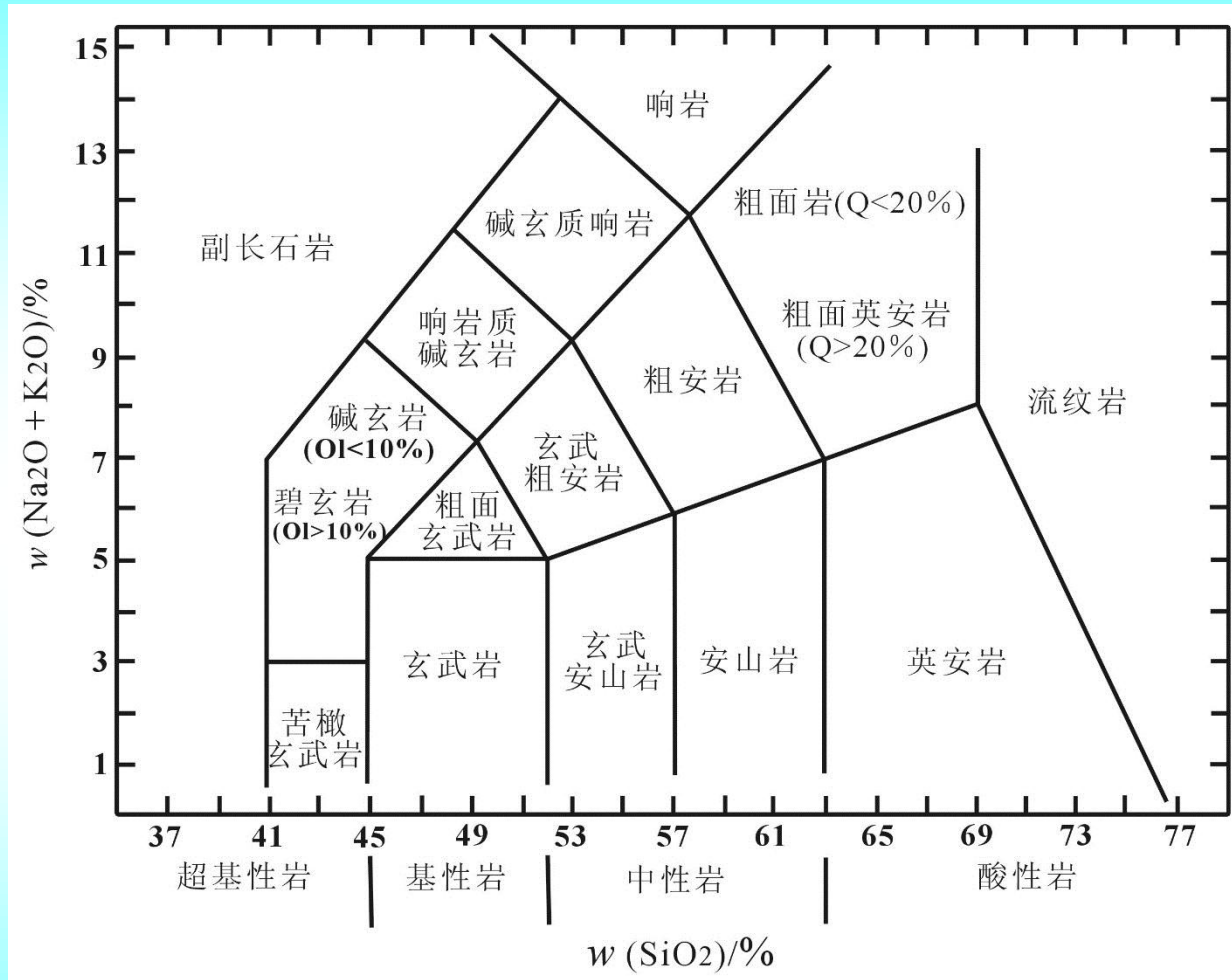 15
13
11
9
7
5
3
1
w (Na2O + K2O)/%
响岩
粗面岩(Q<20%)
碱玄质响岩
副长石岩
粗面英安岩
(Q>20%)
响岩质
碱玄岩
粗安岩
流纹岩
碱玄岩
(Ol<10%)
玄武
粗安岩
碧玄岩
(Ol>10%)
粗面
玄武岩
玄武岩
玄武
安山岩
安山岩
英安岩
苦橄
玄武岩
37 41 45 49 53 57 61 65 69 73 77
超基性岩 基性岩 中性岩 酸性岩
w (SiO2)/%